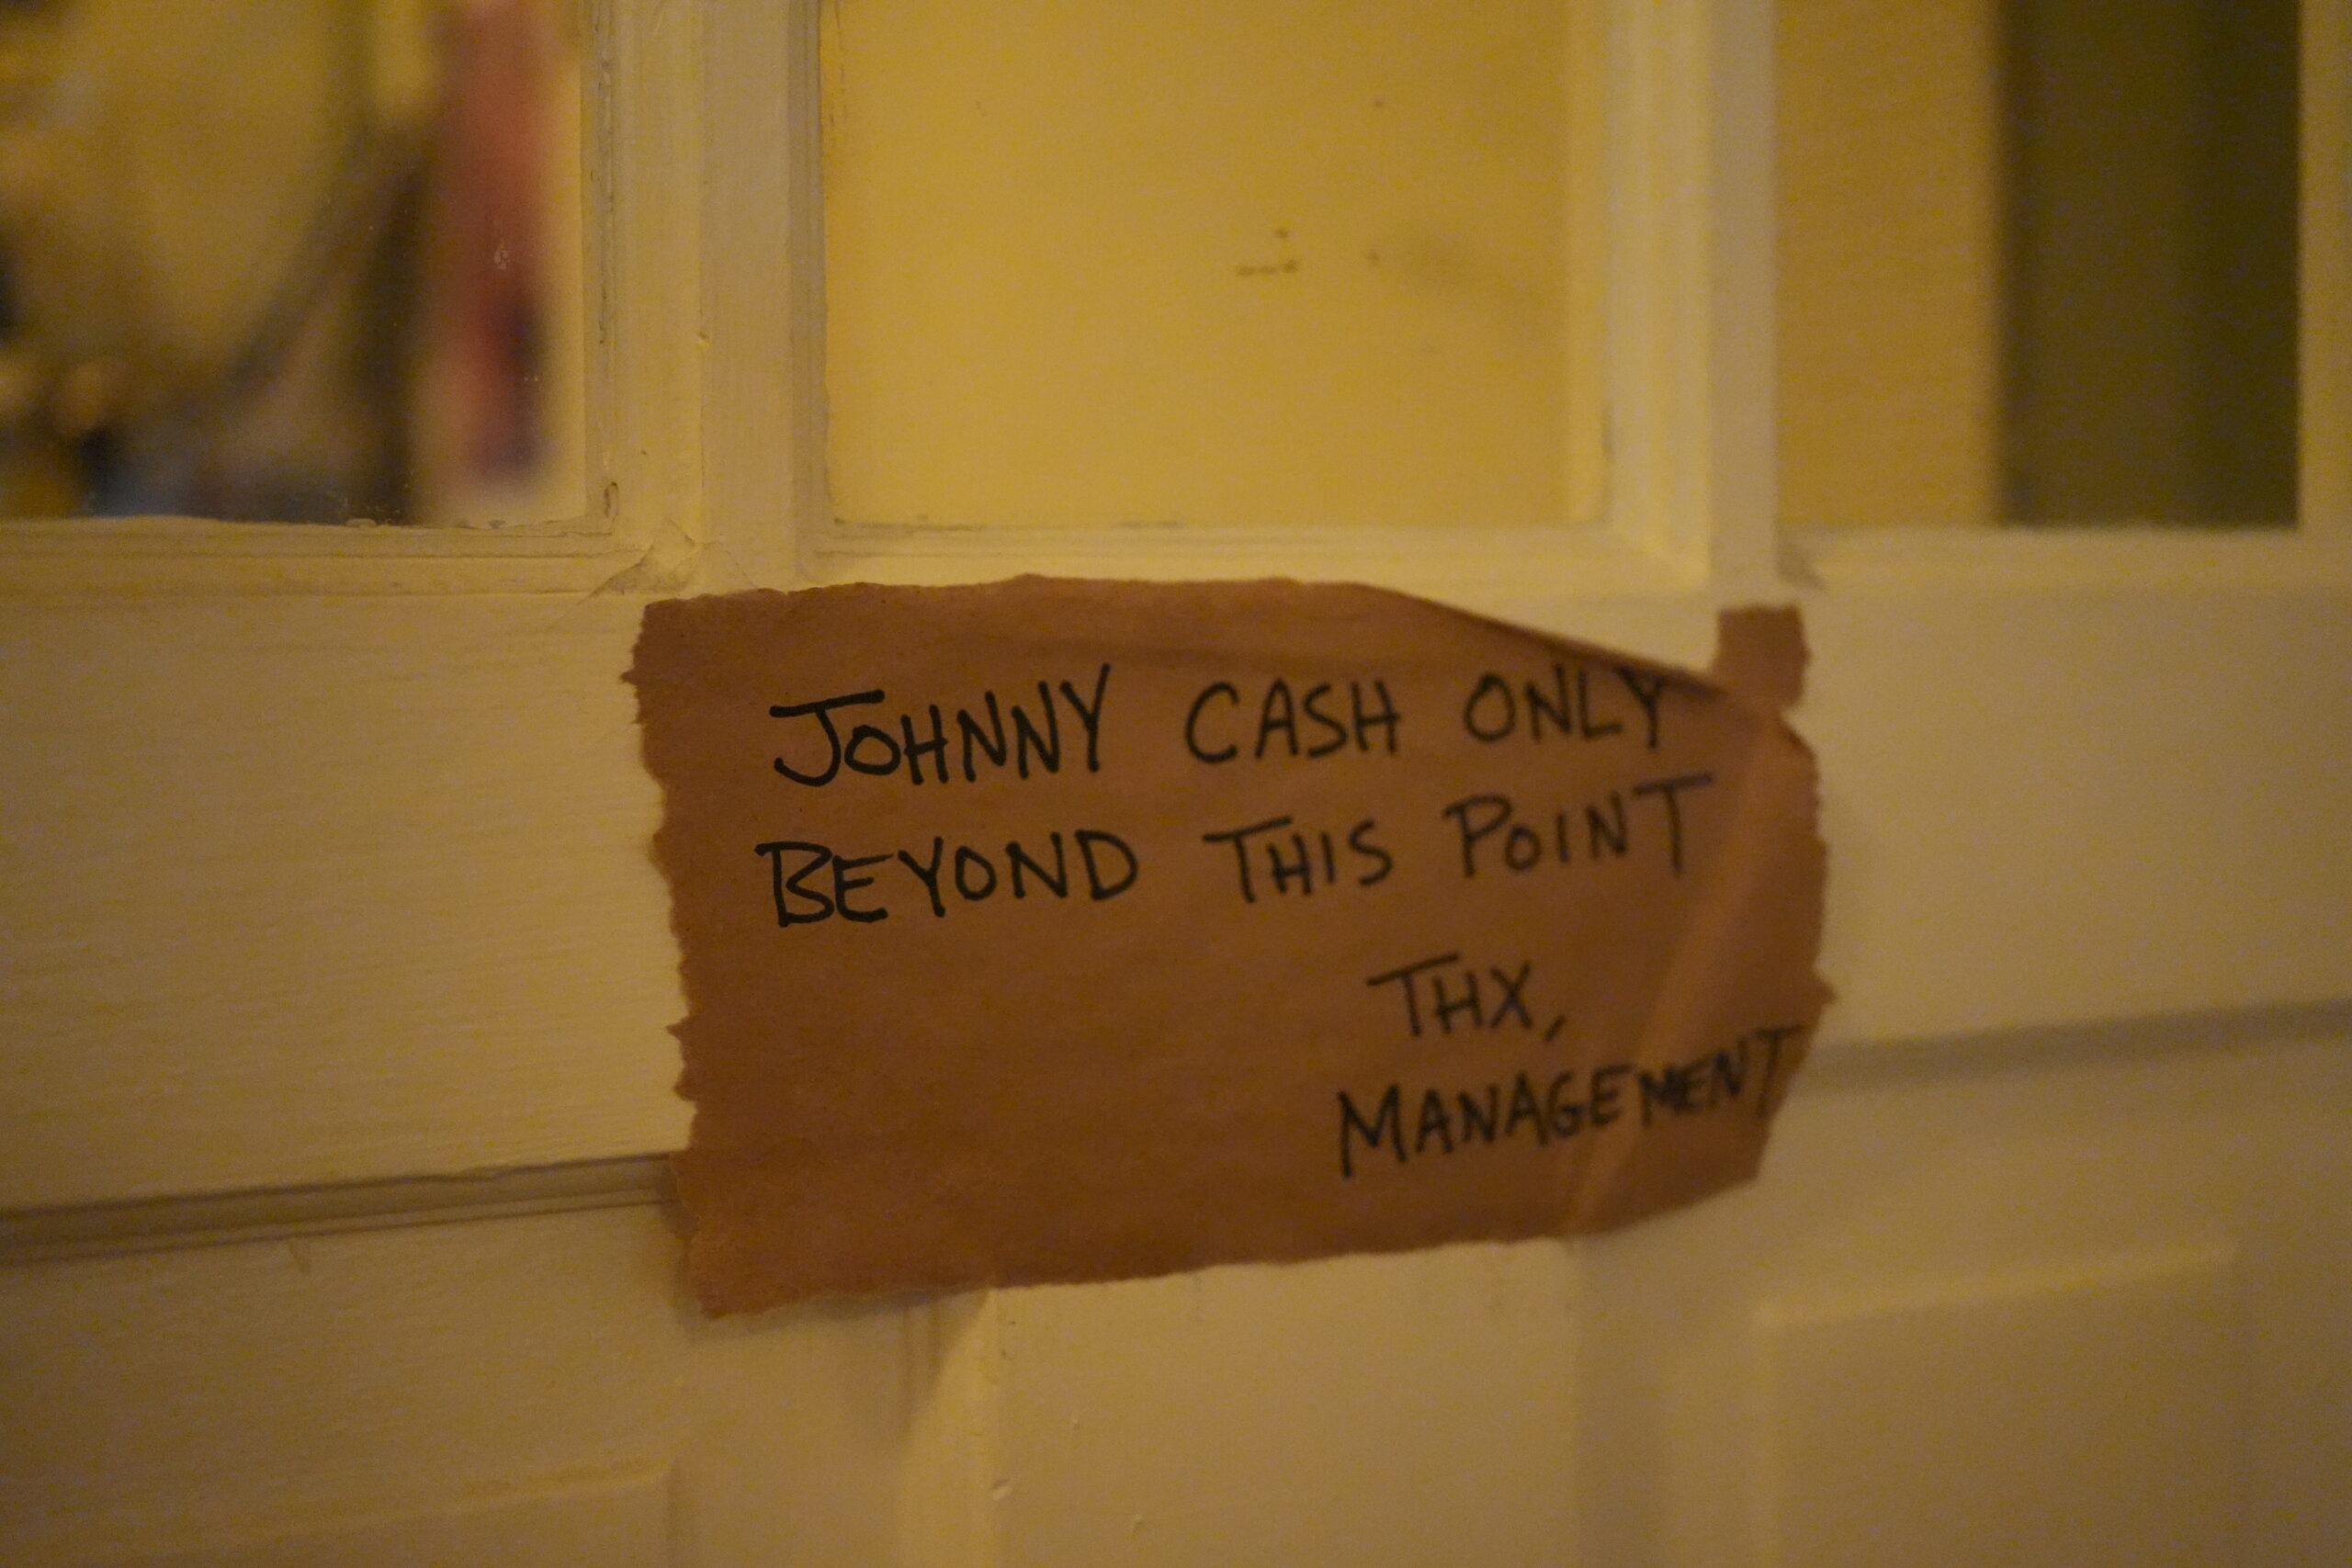 JOHNNY CASH ONLY
BEYOND THIS POINT
THX,
MANAGEMENT